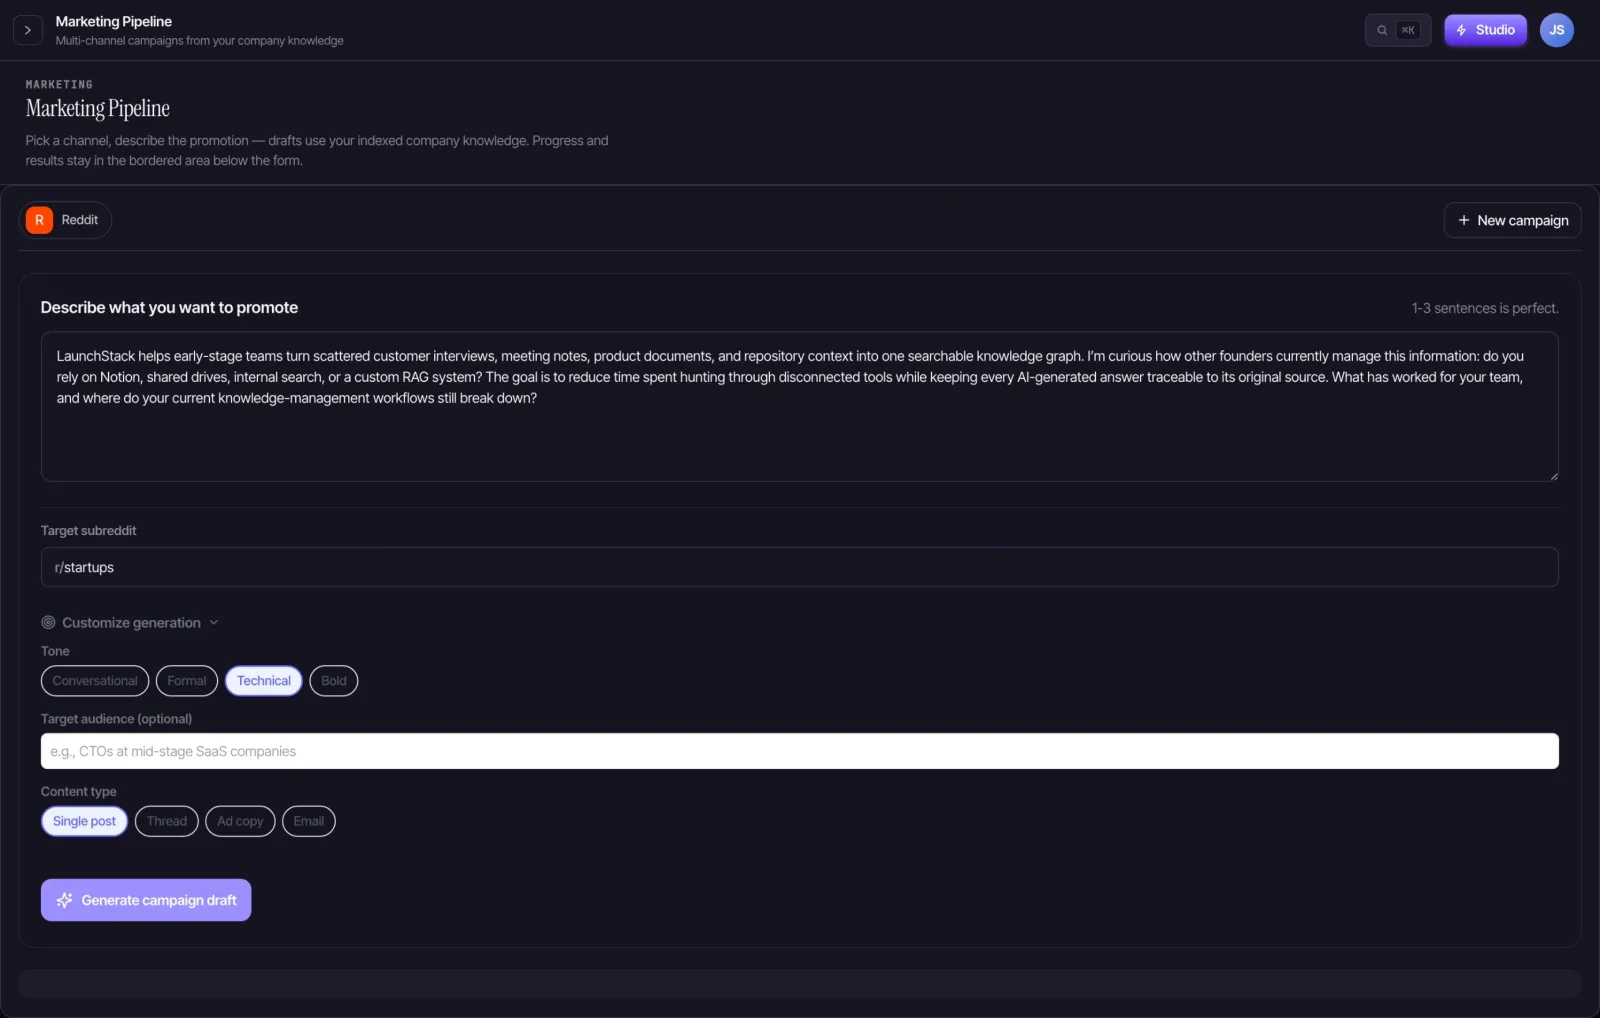 Marketing Pipeline
Multi-channel campaigns from your company knowledge
⌘K
Studio
JS
MARKETING
Marketing Pipeline
Pick a channel, describe the promotion — drafts use your indexed company knowledge. Progress and
results stay in the bordered area below the form.
R
Reddit
+ New campaign
Describe what you want to promote
1-3 sentences is perfect.
LaunchStack helps early-stage teams turn scattered customer interviews, meeting notes, product documents, and repository context into one searchable knowledge graph. I’m curious how other founders currently manage this information: do you
rely on Notion, shared drives, internal search, or a custom RAG system? The goal is to reduce time spent hunting through disconnected tools while keeping every AI-generated answer traceable to its original source. What has worked for your team,
and where do your current knowledge-management workflows still break down?
Target subreddit
r/startups
Customize generation
Tone
Conversational
Formal
Technical
Bold
Target audience (optional)
e.g., CTOs at mid-stage SaaS companies
Content type
Single post
Thread
Ad copy
Email
Generate campaign draft